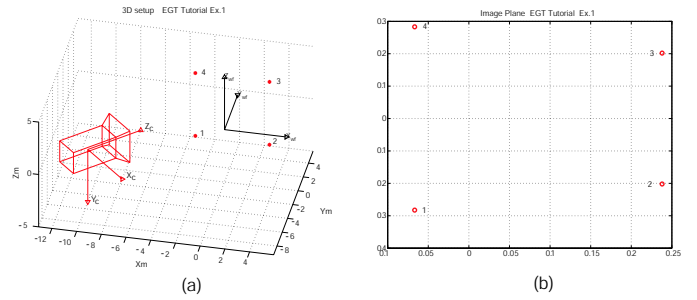 3D setup EGT Tutorial Ex.1
4
3
Z wf
Y wf
X wf
1
2
Z C
X C
Y C
5
0
-5
Zm
-12 -10 -8 -6 -4 -2 0 2 4
Xm
4
2
0
-2
-4
-6
-8
Ym
(a)
Image Plane EGT Tutorial Ex.1
0.3
0.2
0.1
0
0.1
0.2
0.3
0.4
4
3
2
1
0.1 0.05 0 0.05 0.1 0.15 0.2 0.25
(b)